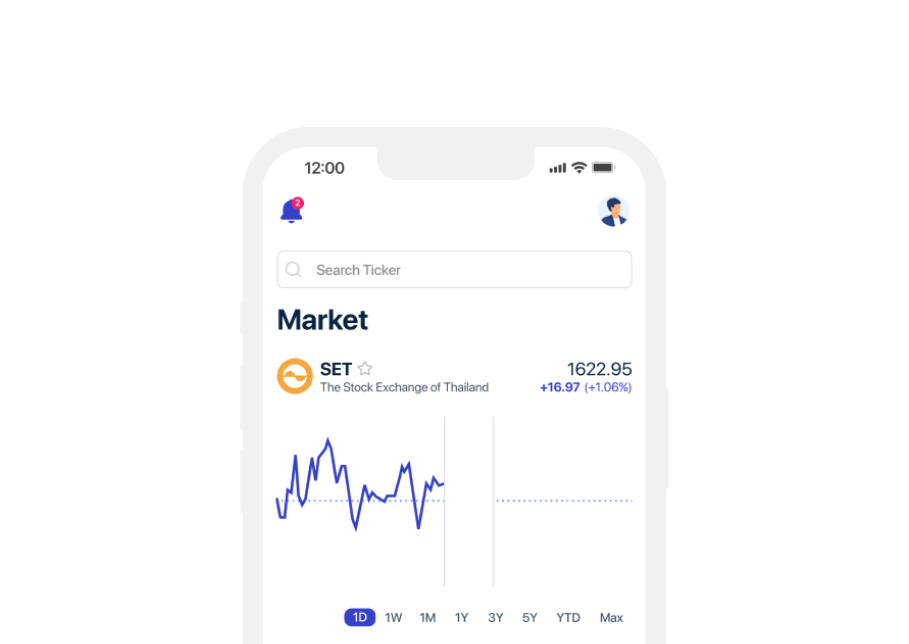 12:00
2
Search Ticker
Market
SET 1622.95
The Stock Exchange of Thailand +16.97 (+1.06%)
1D 1W 1M 1Y 3Y 5Y YTD Max